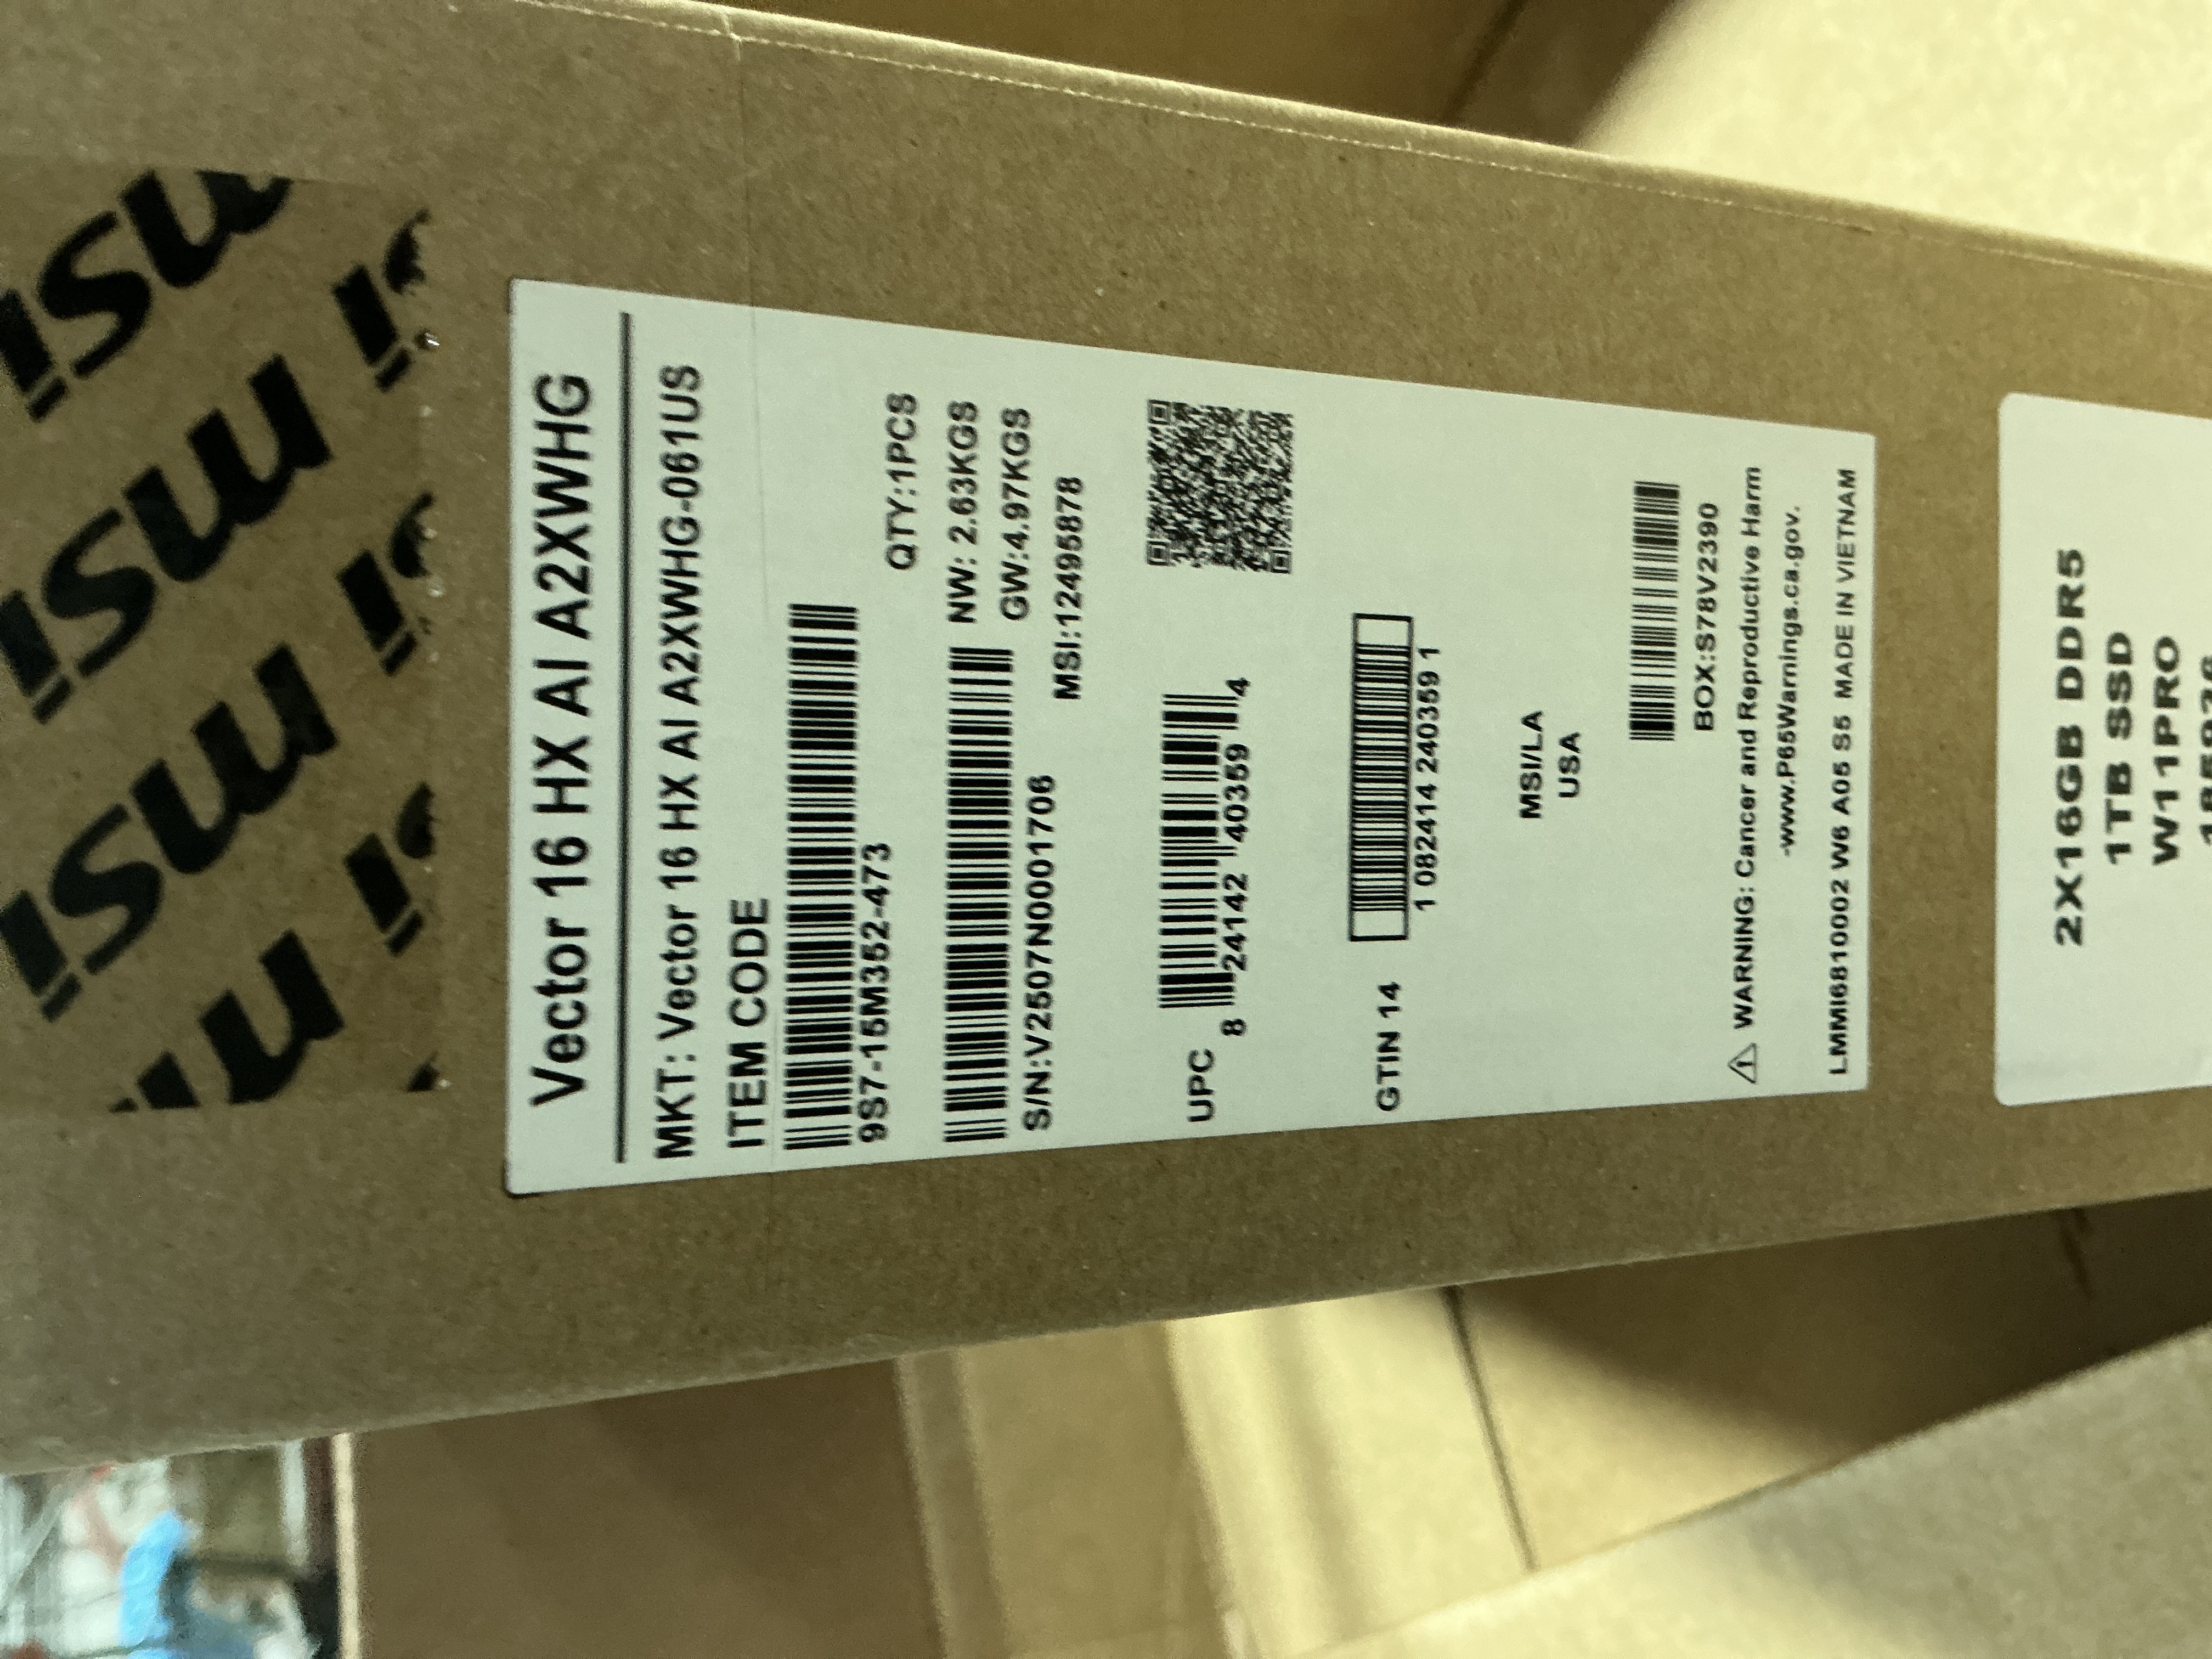 msi msi msi
Vector 16 HX AI A2XWHG
MKT: Vector 16 HX AI A2XWHG-061US
ITEM CODE
9S7-15M352-473
QTY:1PCS
NW: 2.63KGS
GW:4.97KGS
S/N:V2507N0001706
MSI:12495878
UPC
8 24142 40359 4
GTIN 14
1 082414 240359 1
MSI/LA
USA
BOX:S78V2390
⚠ WARNING: Cancer and Reproductive Harm
-www.P65Warnings.ca.gov.
LMMI6810002 W6 A05 S5 MADE IN VIETNAM
2X16GB DDR5
1TB SSD
W11PRO